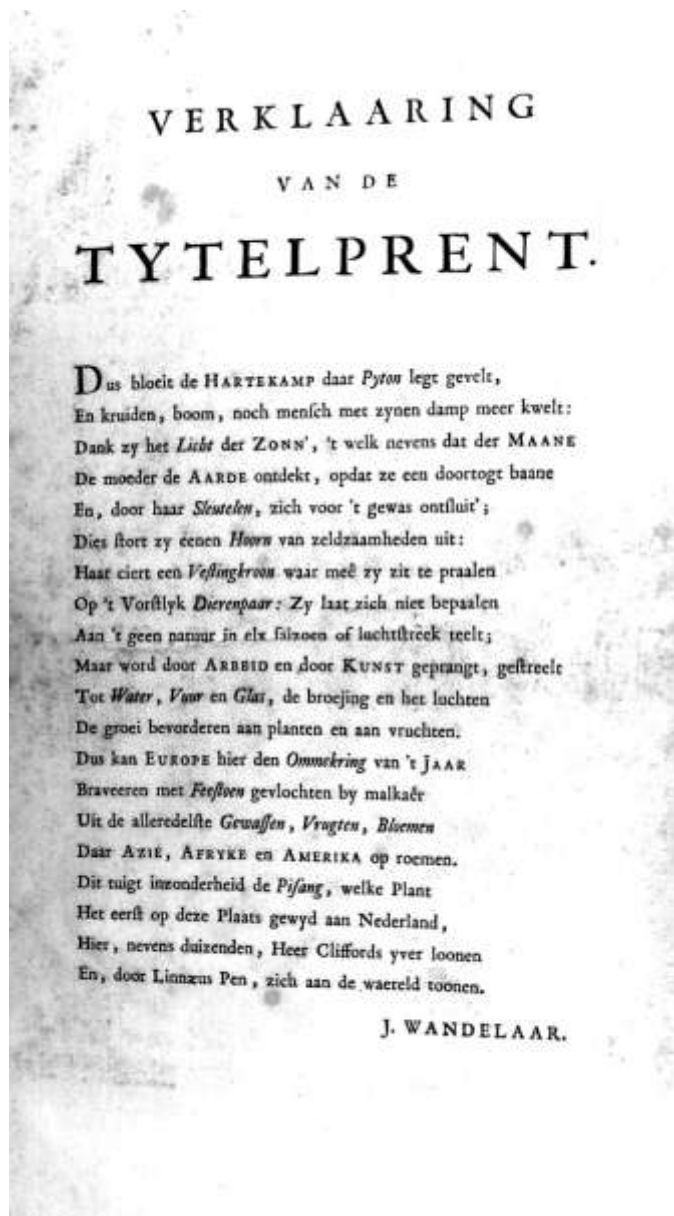 VERKLAARING
VAN DE
TYTELPRENT.
Dus bloeit de HARTEKAMP daar Pyton legt gevelt,
En kruiden, boom, noch menſch met zynen damp meer kwelt:
Dank zy het Licht der ZONN', 't welk nevens dat der MAANE
De moeder de AARDE ontdekt, opdat ze een doortogt baane
En, door haar Sleutelen, zich voor 't gewas ontſluit';
Dies ſtort zy eenen Hoorn van zeldzaamheden uit:
Haar ciert een Veſtingkroon waar meê zy zit te praalen
Op 't Vorſtlyk Dierenpaar: Zy laat zich niet bepaalen
Aan 't geen natuur in elx ſaizoen of luchtſtreek teelt;
Maar word door ARBEID en door KUNST geprangt, geſtreelt
Tot Water, Vuur en Glas, de broejing en het luchten
De groei bevorderen aan planten en aan vruchten.
Dus kan EUROPE hier den Ommekring van 't JAAR
Braveeren met Feeſtoen gevlochten by malkaêr
Uit de alleredelſte Gewaſſen, Vrugten, Bloemen
Daar AZIË, AFRYKE en AMERIKA op roemen.
Dit tuigt inzonderheid de Piſang, welke Plant
Het eerſt op deze Plaats gewyd aan Nederland,
Hier, nevens duizenden, Heer Cliffords yver loonen
En, door Linnæus Pen, zich aan de waereld toonen.
J. WANDELAAR.